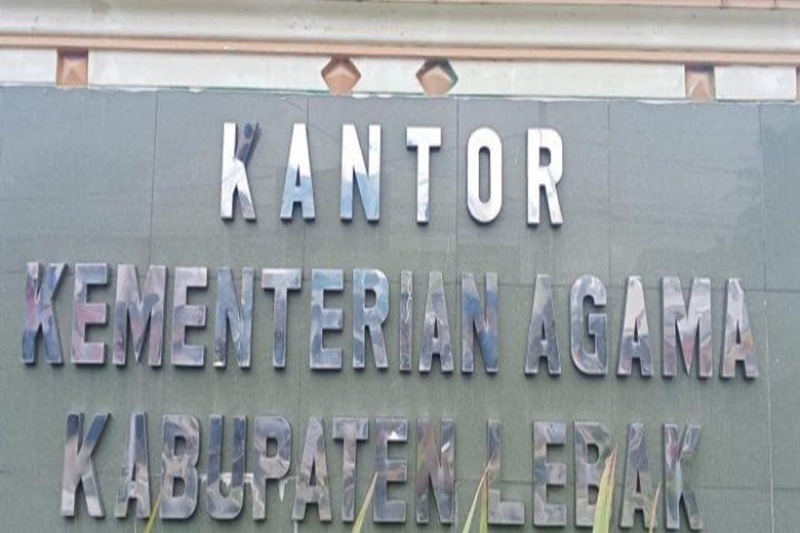 KANTOR
KEMENTERIAN AGAMA
KABUPATEN LEBAK